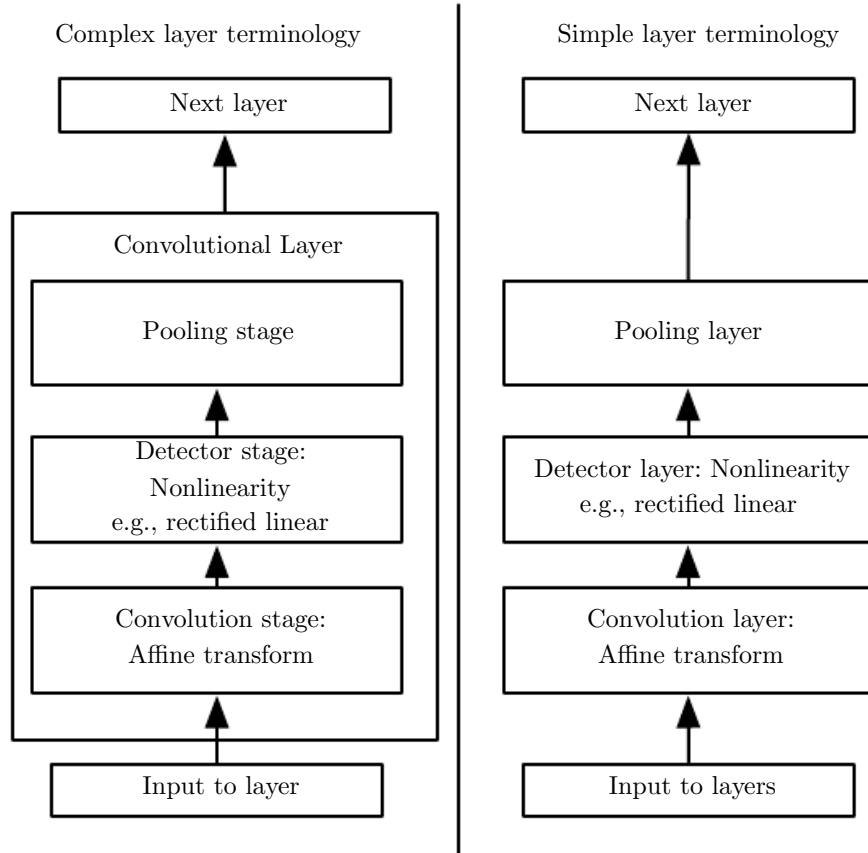 Complex layer terminology
Next layer
Convolutional Layer
Pooling stage
Detector stage:
Nonlinearity
e.g., rectified linear
Convolution stage:
Affine transform
Input to layer
Simple layer terminology
Next layer
Pooling layer
Detector layer: Nonlinearity
e.g., rectified linear
Convolution layer:
Affine transform
Input to layers